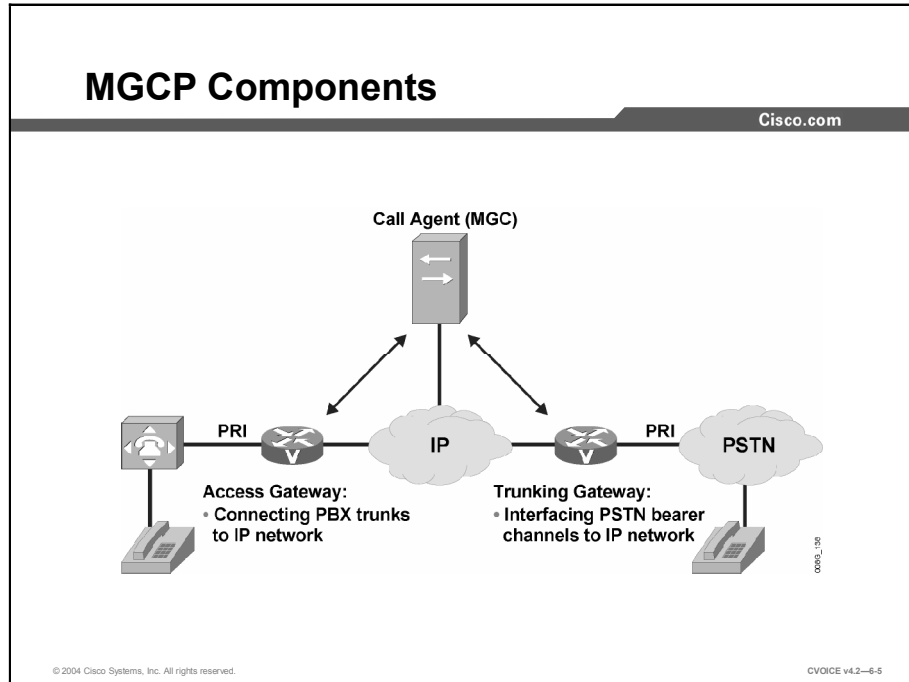 MGCP Components
Cisco.com
Call Agent (MGC)
PRI
V
IP
V
PRI
PSTN
Access Gateway:
• Connecting PBX trunks
to IP network
Trunking Gateway:
• Interfacing PSTN bearer
channels to IP network
008G_138
© 2004 Cisco Systems, Inc. All rights reserved.
CVOICE v4.2—6-5